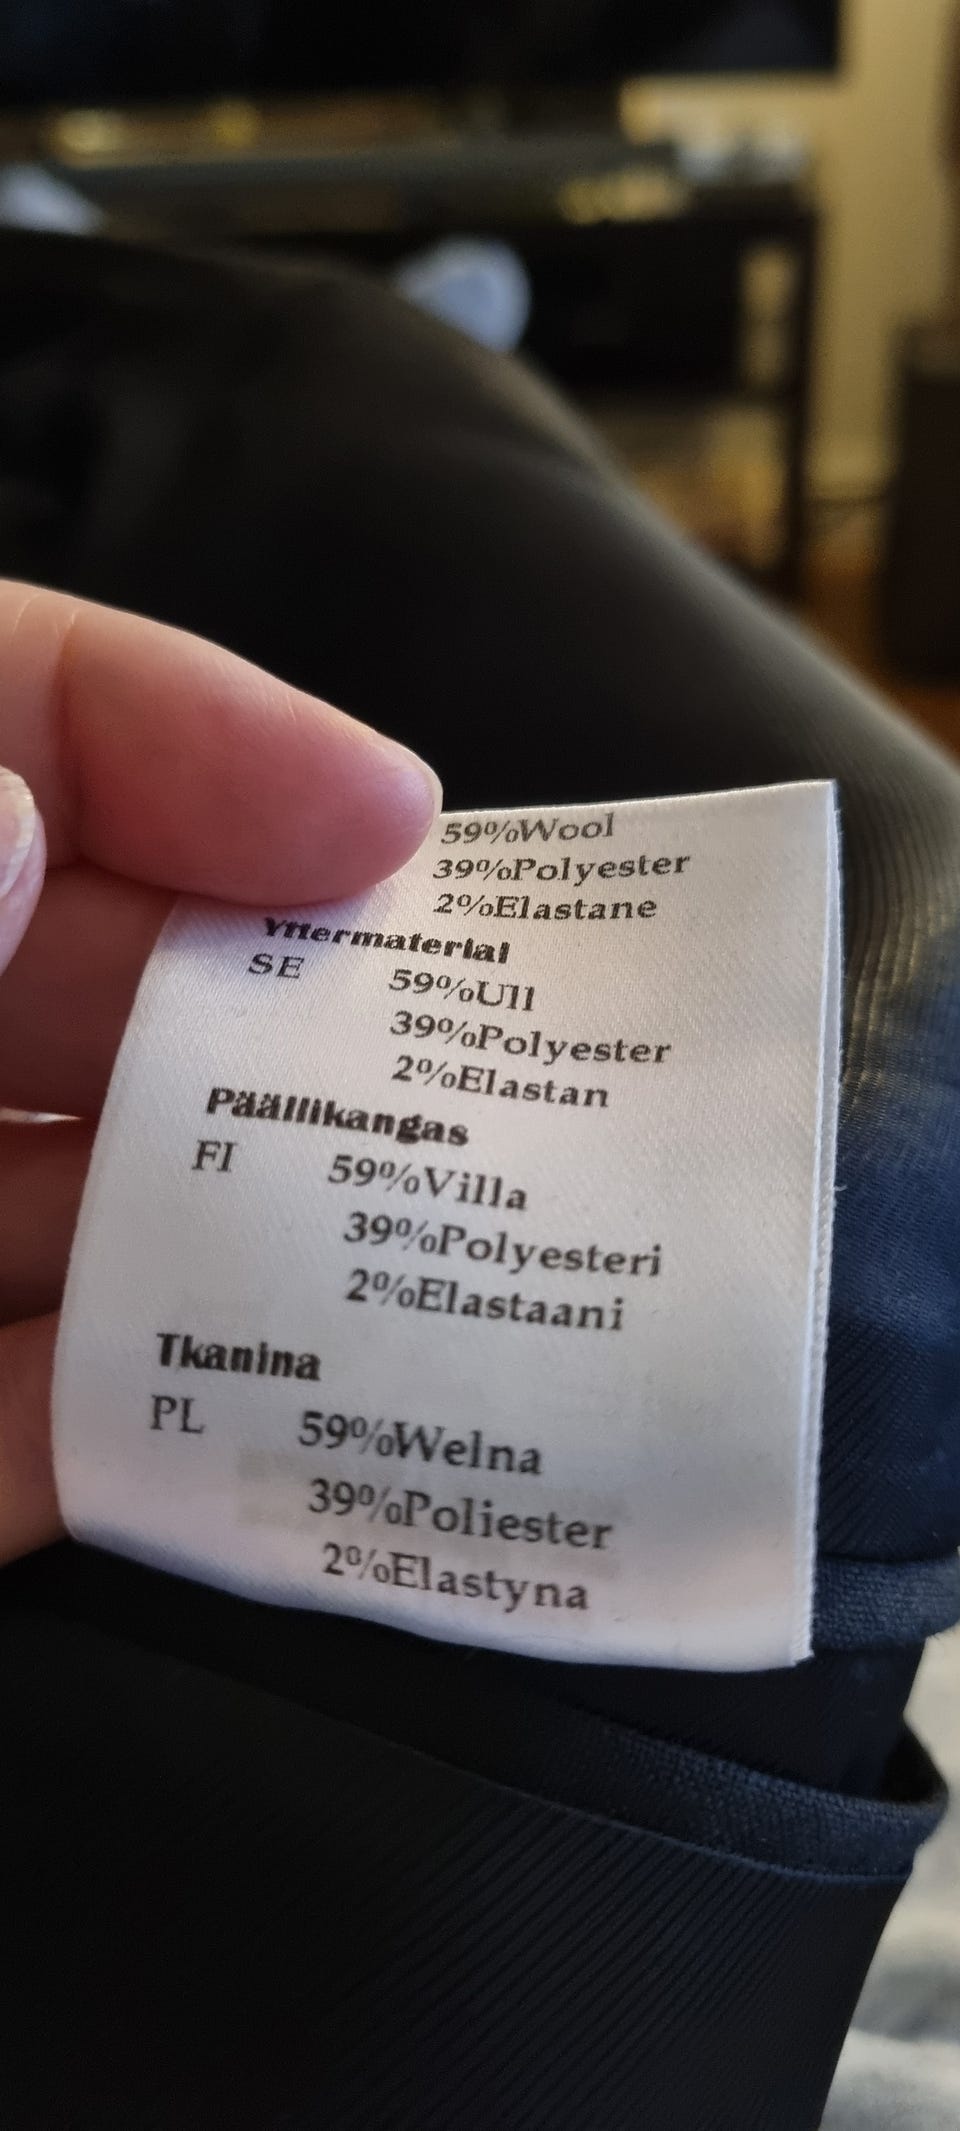 59%Wool
39%Polyester
2%Elastane
Yttermaterial
SE 59%Ull
39%Polyester
2%Elastan
Päällikangas
FI 59%Villa
39%Polyesteri
2%Elastaani
Tkanina
PL 59%Welna
39%Poliester
2%Elastyna